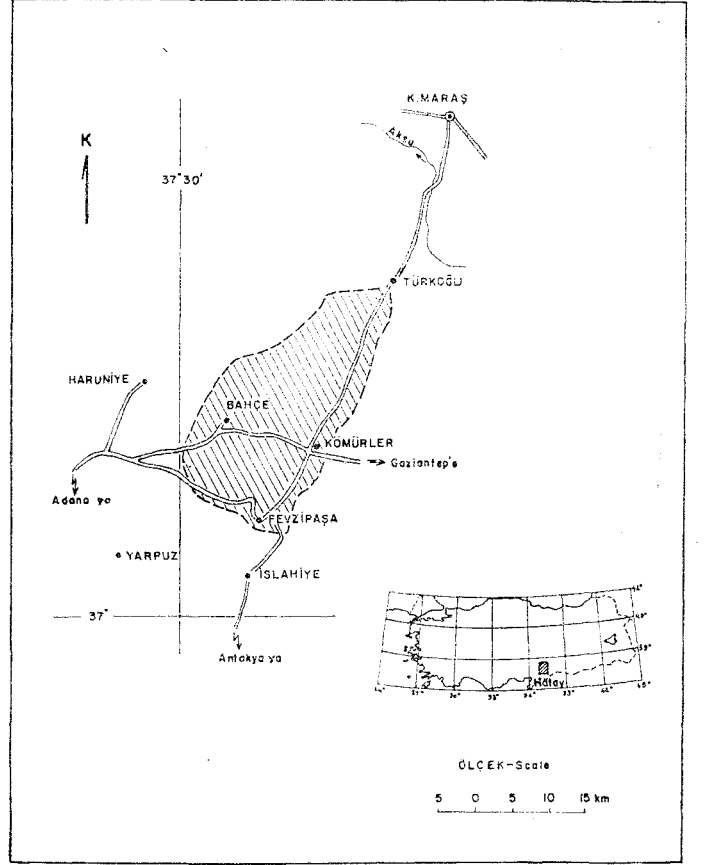 K. MARAŞ
Aksu
K
37°30'
TÜRKOĞLU
HARUNİYE
BAHÇE
KÖMÜRLER
Gaziantep'e
Adana ya
FEVZİPAŞA
YARPUZ
İSLAHİYE
37°
Antakya ya
Hatay
ÖLÇEK-Scale
5 0 5 10 15 km